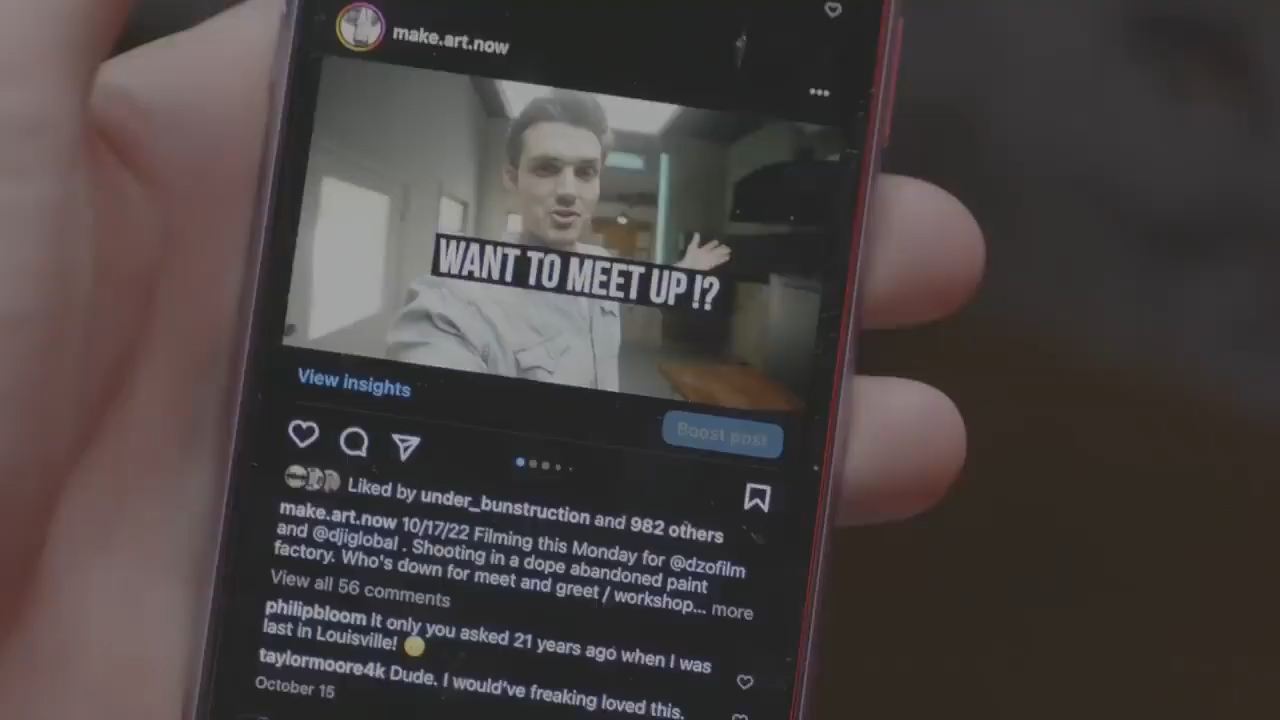 make.art.now
WANT TO MEET UP !?
View insights
Boost post
Liked by under_bunstruction and 982 others
make.art.now 10/17/22 Filming this Monday for @dzofilm
and @djiglobal . Shooting in a dope abandoned paint
factory. Who's down for meet and greet / workshop... more
View all 56 comments
philipbloom It only you asked 21 years ago when I was
last in Louisville!
taylormoore4k Dude. I would've freaking loved this.
October 15